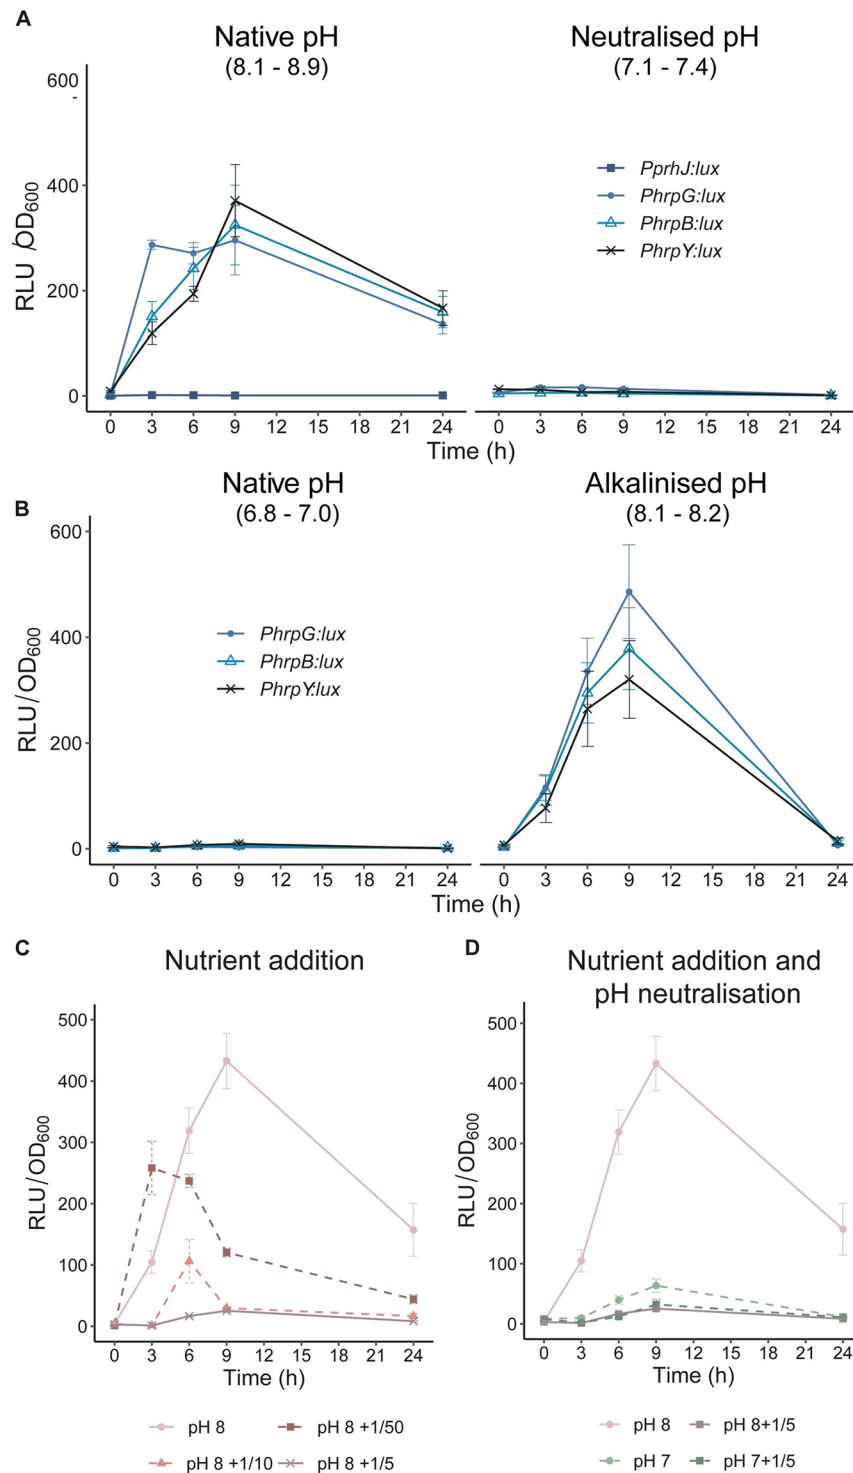 A
Native pH
(8.1 - 8.9)
Neutralised pH
(7.1 - 7.4)
600
-
400
200
0
RLU /OD600
PprhJ:lux
PhrpG:lux
PhrpB:lux
PhrpY:lux
0 3 6 9 12 15 18 21 24
0 3 6 9 12 15 18 21 24
Time (h)
B
Native pH
(6.8 - 7.0)
Alkalinised pH
(8.1 - 8.2)
600
400
200
0
RLU/OD600
PhrpG:lux
PhrpB:lux
PhrpY:lux
0 3 6 9 12 15 18 21 24
0 3 6 9 12 15 18 21 24
Time (h)
C
Nutrient addition
500
400
300
200
100
0
RLU/OD600
0 3 6 9 12 15 18 21 24
Time (h)
pH 8
pH 8 +1/50
pH 8 +1/10
pH 8 +1/5
D
Nutrient addition and
pH neutralisation
500
400
300
200
100
0
RLU/OD600
0 3 6 9 12 15 18 21 24
Time (h)
pH 8
pH 8+1/5
pH 7
pH 7+1/5